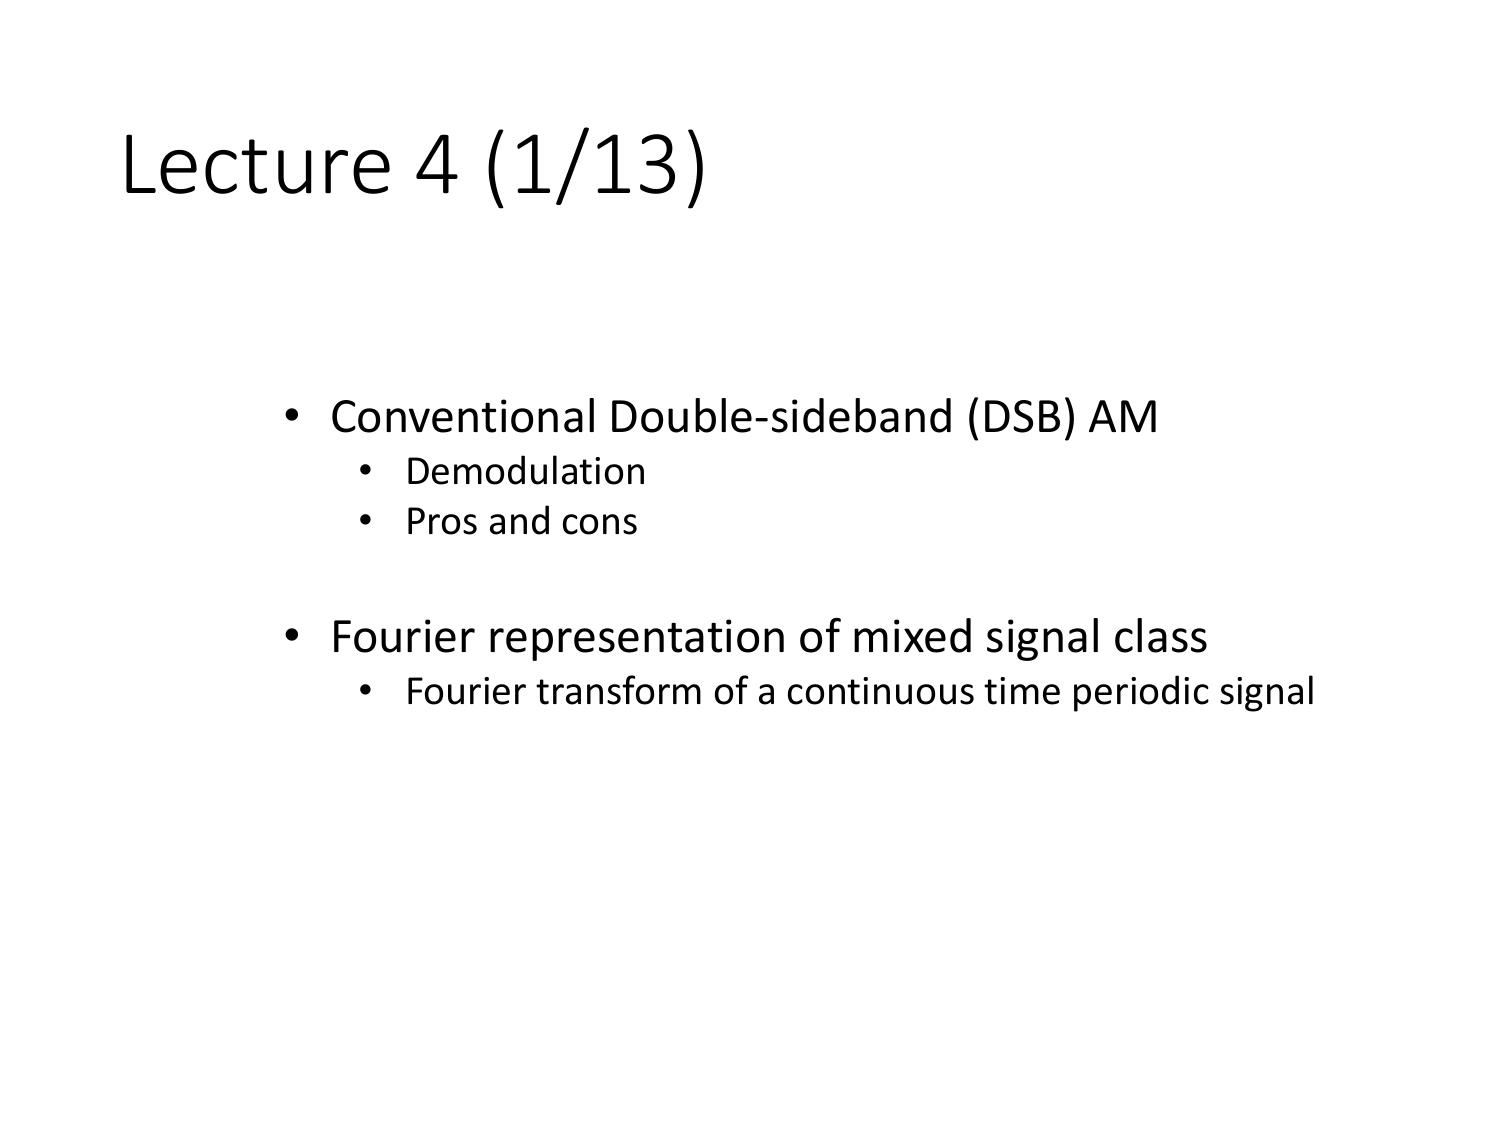 Lecture 4 (1/13)
• Conventional Double-sideband (DSB) AM
• Demodulation
• Pros and cons
• Fourier representation of mixed signal class
• Fourier transform of a continuous time periodic signal